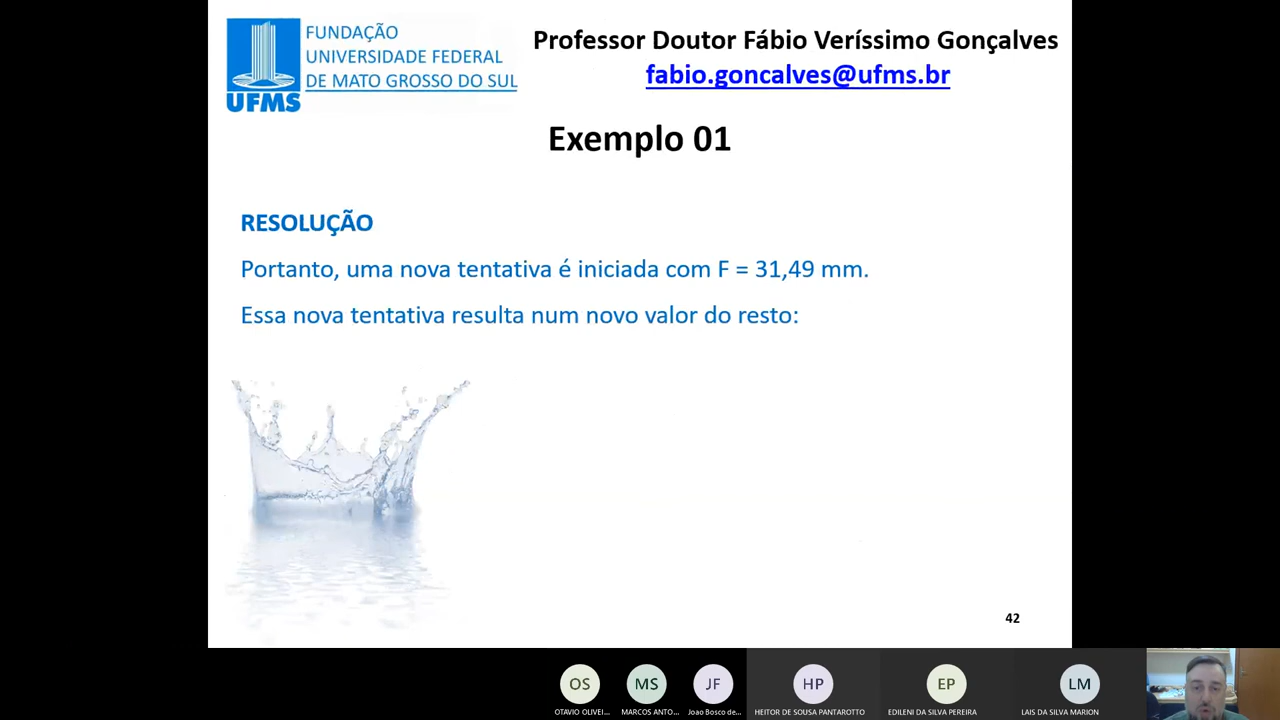 FUNDAÇÃO
UNIVERSIDADE FEDERAL
DE MATO GROSSO DO SUL
UFMS
Professor Doutor Fábio Veríssimo Gonçalves
fabio.goncalves@ufms.br
Exemplo 01
RESOLUÇÃO
Portanto, uma nova tentativa é iniciada com F = 31,49 mm.
Essa nova tentativa resulta num novo valor do resto:
42
OS
MS
JF
HP
EP
LM
OTAVIO OLIVEI...
MARCOS ANTO...
Joao Bosco de...
HEITOR DE SOUSA PANTAROTTO
EDILENI DA SILVA PEREIRA
LAIS DA SILVA MARION